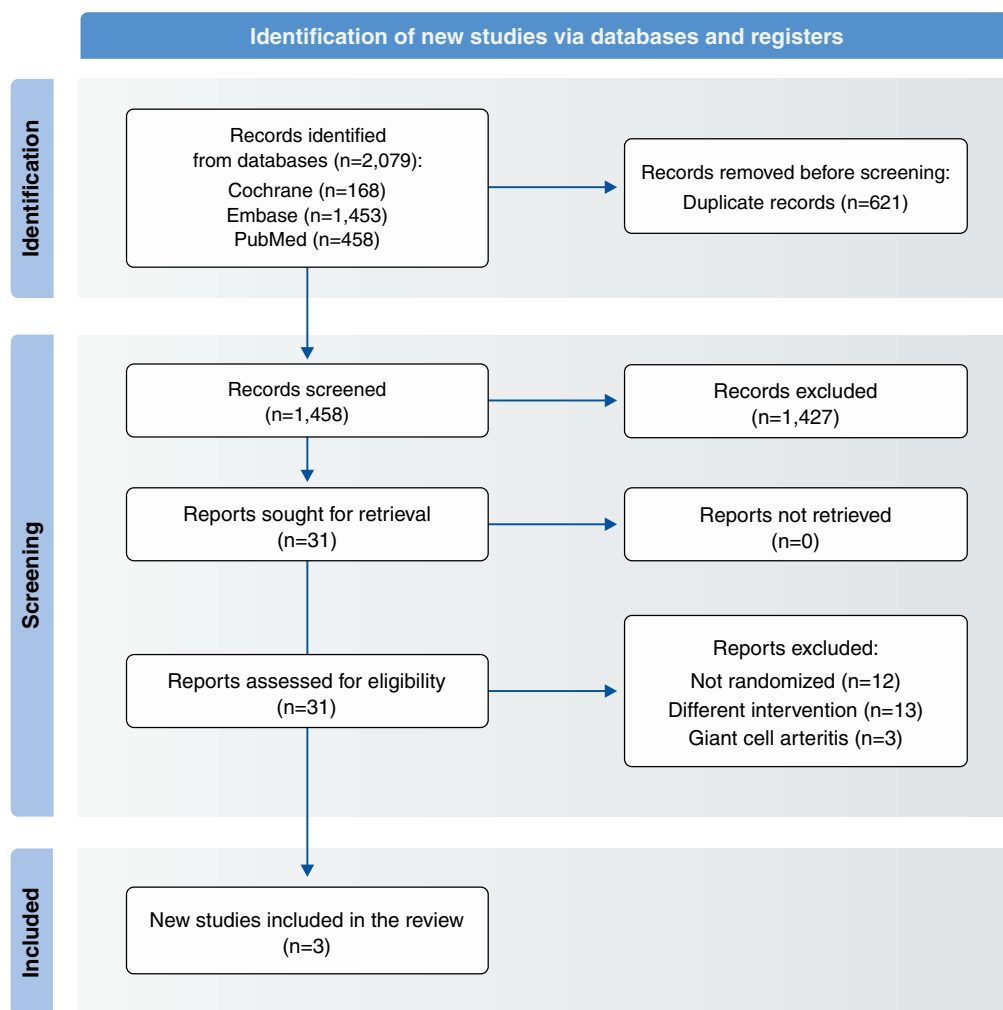 Identification of new studies via databases and registers
Identification
Records identified
from databases (n=2,079):
Cochrane (n=168)
Embase (n=1,453)
PubMed (n=458)
Records removed before screening:
Duplicate records (n=621)
Screening
Records screened
(n=1,458)
Records excluded
(n=1,427)
Reports sought for retrieval
(n=31)
Reports not retrieved
(n=0)
Reports assessed for eligibility
(n=31)
Reports excluded:
Not randomized (n=12)
Different intervention (n=13)
Giant cell arteritis (n=3)
Included
New studies included in the review
(n=3)